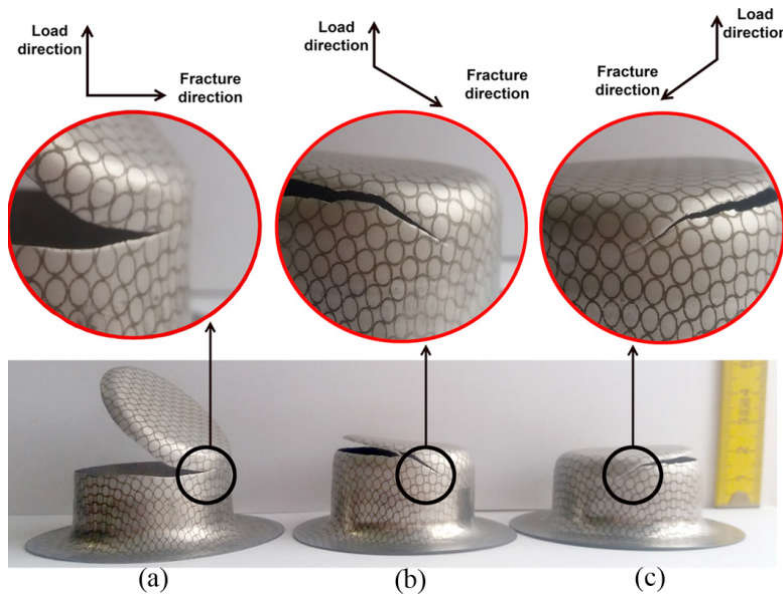 Load
direction
Fracture
direction
Load
direction
Fracture
direction
Load
direction
Fracture
direction
(a)
(b)
(c)